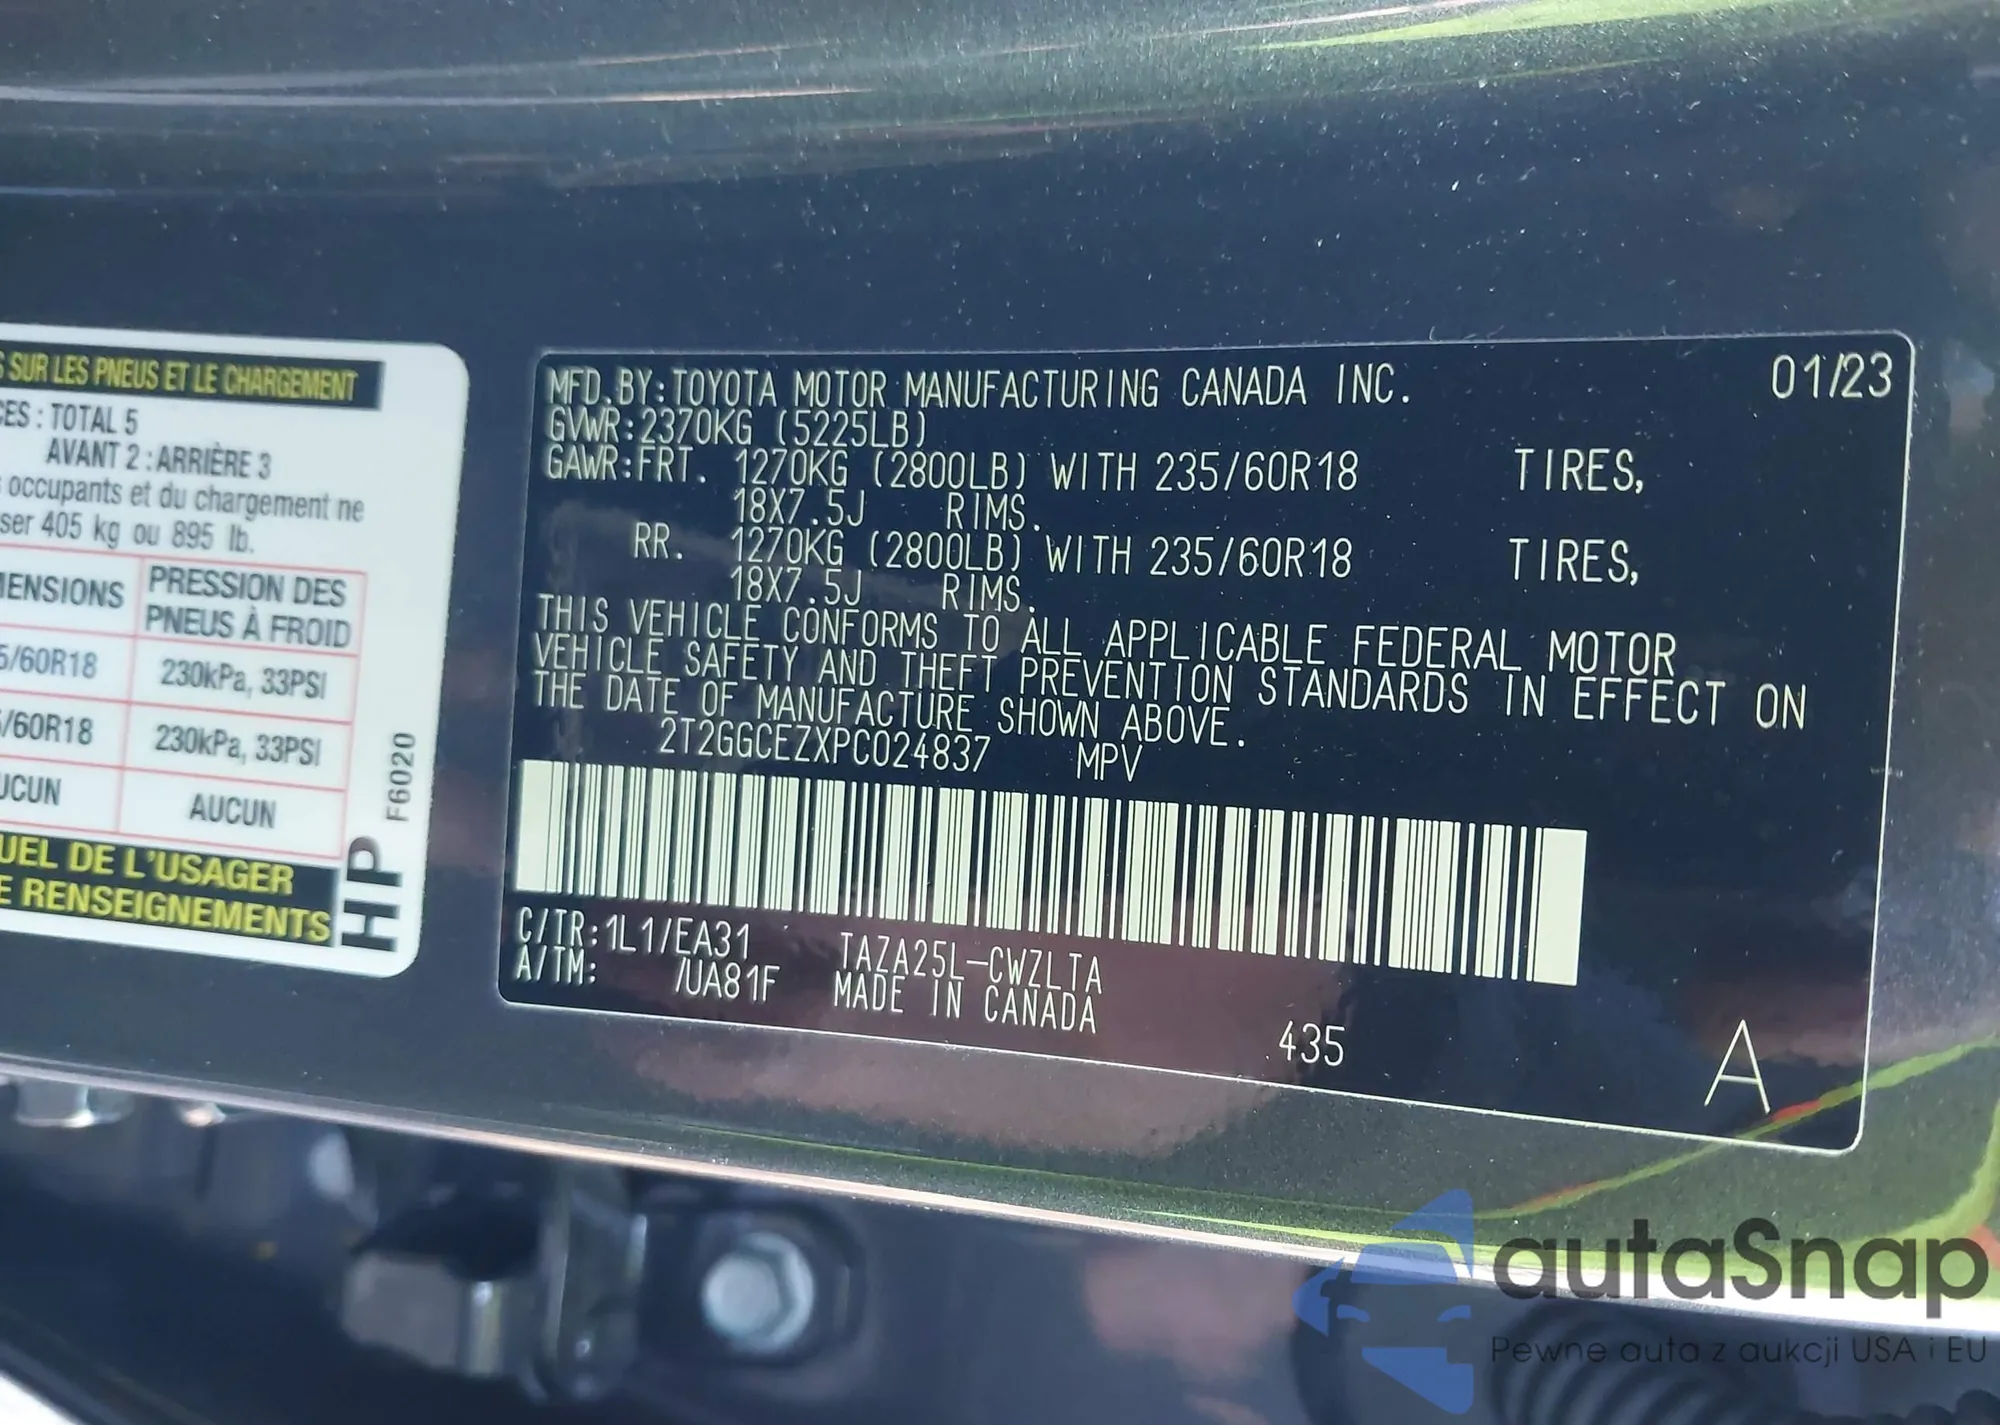 S SUR LES PNEUS ET LE CHARGEMENT
CES : TOTAL 5
AVANT 2 : ARRIÈRE 3
occupants et du chargement ne
ser 405 kg ou 895 lb.
MENSIONS
PRESSION DES
PNEUS À FROID
5/60R18
230kPa, 33PSI
/60R18
230kPa, 33PSI
UCUN
AUCUN
UEL DE L'USAGER
E RENSEIGNEMENTS
HP
F6020
MFD.BY:TOYOTA MOTOR MANUFACTURING CANADA INC. 01/23
GVWR:2370KG (5225LB)
GAWR:FRT. 1270KG (2800LB) WITH 235/60R18 TIRES,
18X7.5J RIMS.
RR. 1270KG (2800LB) WITH 235/60R18 TIRES,
18X7.5J RIMS.
THIS VEHICLE CONFORMS TO ALL APPLICABLE FEDERAL MOTOR
VEHICLE SAFETY AND THEFT PREVENTION STANDARDS IN EFFECT ON
THE DATE OF MANUFACTURE SHOWN ABOVE.
2T2GGCEZXPC024837 MPV
C/TR:1L1/EA31 TAZA25L-CWZLTA
A/TM: /UA81F MADE IN CANADA
435
A
autaSnap
Pewne auta z aukcji USA i EU